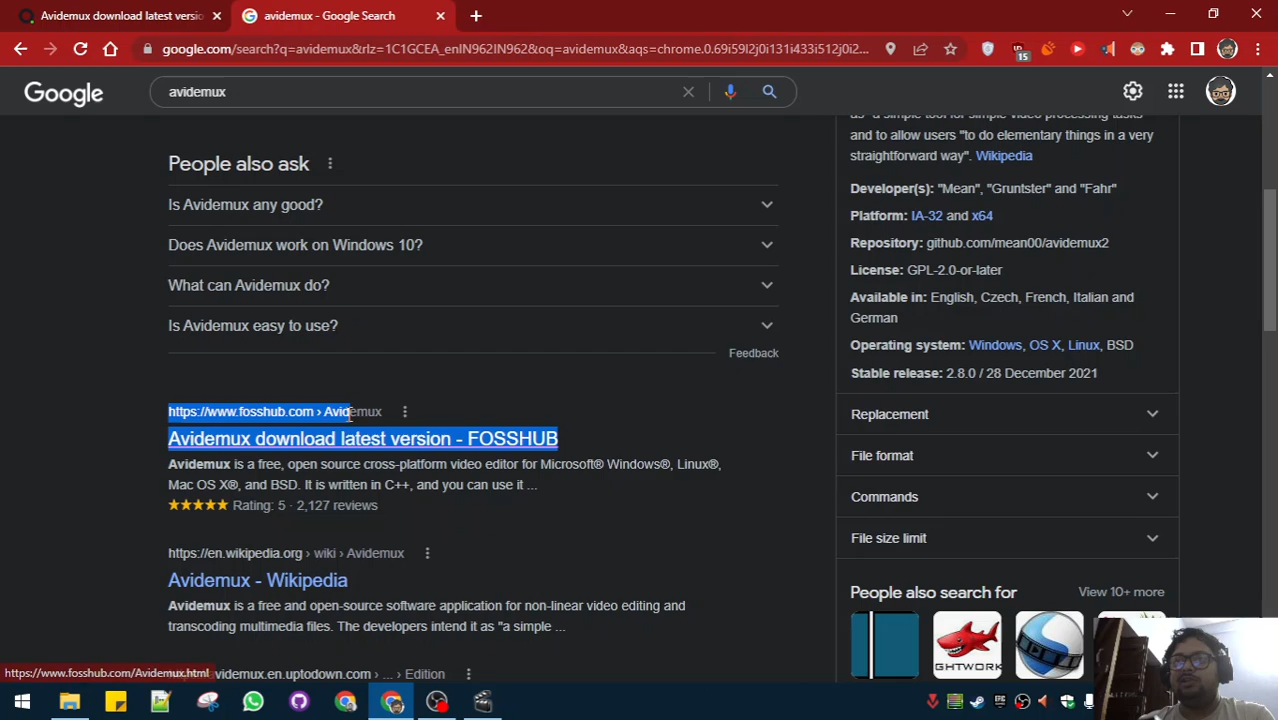 Avidemux download latest versio
avidemux - Google Search
google.com/search?q=avidemux&rlz=1C1GCEA_enIN962IN962&oq=avidemux&aqs=chrome.0.69i59l2j0i131i433i512j0i2...
15
Google
avidemux
People also ask
Is Avidemux any good?
Does Avidemux work on Windows 10?
What can Avidemux do?
Is Avidemux easy to use?
Feedback
https://www.fosshub.com › Avidemux
Avidemux download latest version - FOSSHUB
Avidemux is a free, open source cross-platform video editor for Microsoft® Windows®, Linux®,
Mac OS X®, and BSD. It is written in C++, and you can use it ...
Rating: 5 · 2,127 reviews
https://en.wikipedia.org › wiki › Avidemux
Avidemux - Wikipedia
Avidemux is a free and open-source software application for non-linear video editing and
transcoding multimedia files. The developers intend it as "a simple ...
https://www.fosshub.com/Avidemux.html
videmux.en.uptodown.com › ... › Edition
as "a simple tool for simple video processing tasks
and to allow users "to do elementary things in a very
straightforward way". Wikipedia
Developer(s): "Mean", "Gruntster" and "Fahr"
Platform: IA-32 and x64
Repository: github.com/mean00/avidemux2
License: GPL-2.0-or-later
Available in: English, Czech, French, Italian and
German
Operating system: Windows, OS X, Linux, BSD
Stable release: 2.8.0 / 28 December 2021
Replacement
File format
Commands
File size limit
People also search for
View 10+ more
GHTWORK